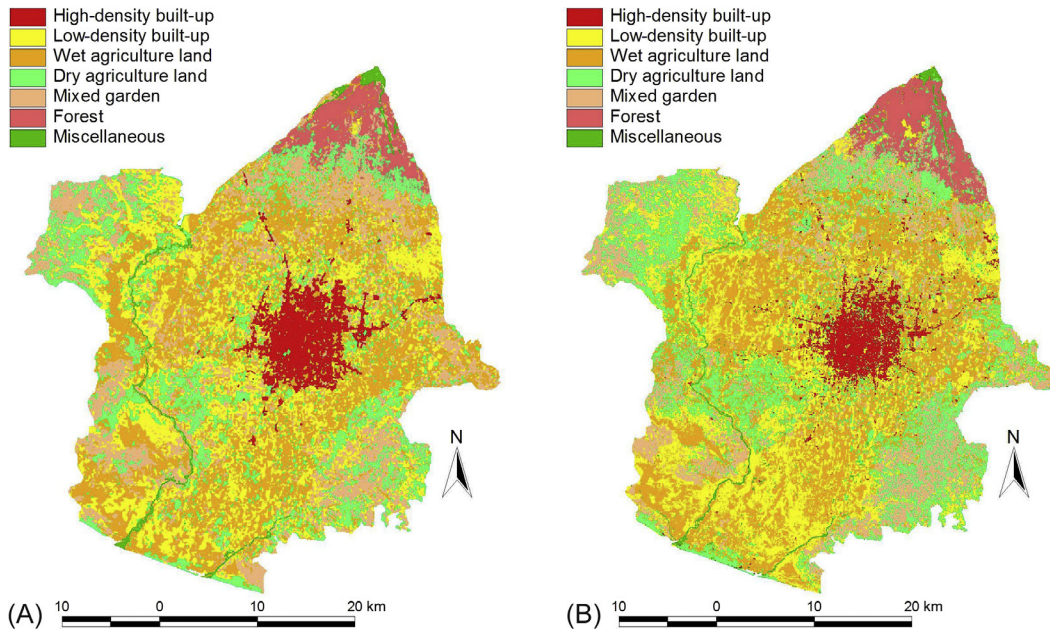 High-density built-up
Low-density built-up
Wet agriculture land
Dry agriculture land
Mixed garden
Forest
Miscellaneous
N
(A)
10 0 10 20 km
High-density built-up
Low-density built-up
Wet agriculture land
Dry agriculture land
Mixed garden
Forest
Miscellaneous
N
(B)
10 0 10 20 km